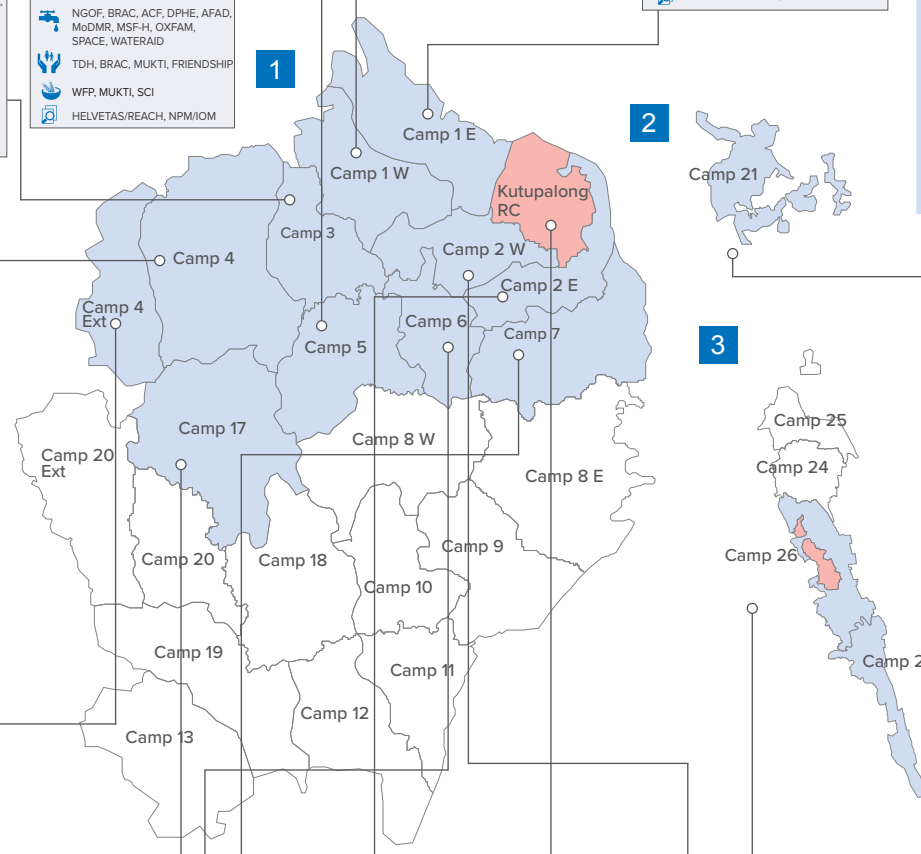 NGOF, BRAC, ACF, DPHE, AFAD,
MoDMR, MSF-H, OXFAM,
SPACE, WATERAID
TDH, BRAC, MUKTI, FRIENDSHIP
WFP, MUKTI, SCI
HELVETAS/REACH, NPM/IOM
1
2
3
Camp 1 E
Camp 1 W
Kutupalong
RC
Camp 21
Camp 3
Camp 2 W
Camp 4
Camp 2 E
Camp 4
Ext
Camp 6
Camp 7
Camp 5
Camp 17
Camp 8 W
Camp 25
Camp 20
Ext
Camp 24
Camp 8 E
Camp 9
Camp 26
Camp 20
Camp 18
Camp 10
Camp 19
Camp 11
Camp 2
Camp 12
Camp 13